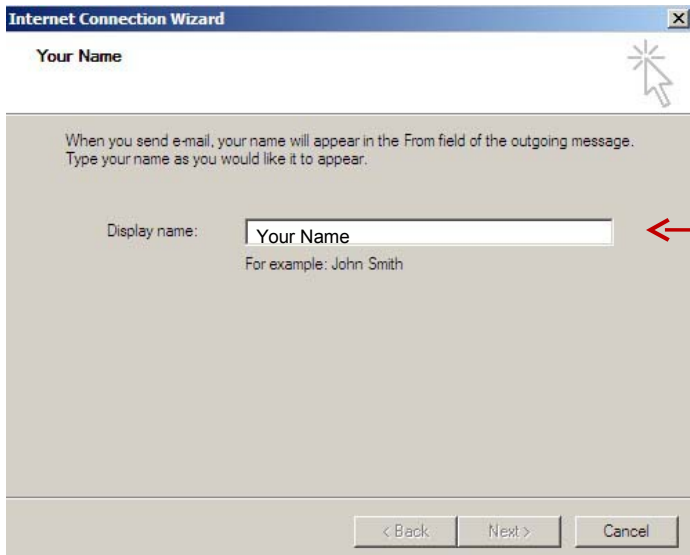 Internet Connection Wizard
Your Name
When you send e-mail, your name will appear in the From field of the outgoing message.
Type your name as you would like it to appear.
Display name: Your Name
For example: John Smith
< Back Next > Cancel